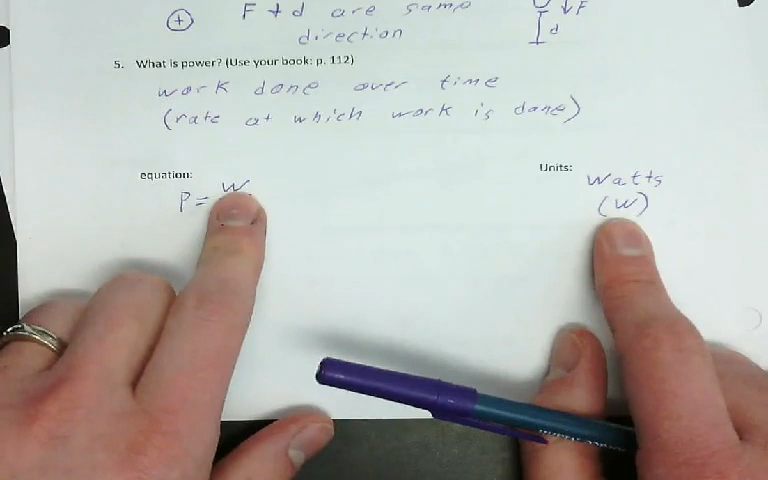 + F + d are same
direction
F
d
5. What is power? (Use your book: p. 112)
work done over time
(rate at which work is done)
equation:
P = W
Units:
Watts
(W)